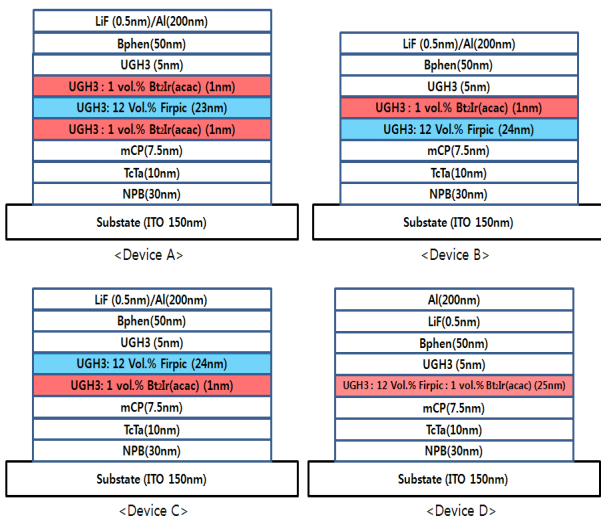 LiF (0.5nm)/Al(200nm)
Bphen(50nm)
UGH3 (5nm)
UGH3 : 1 vol.% Bt₂Ir(acac) (1nm)
UGH3: 12 Vol.% Firpic (23nm)
UGH3 : 1 vol.% Bt₂Ir(acac) (1nm)
mCP(7.5nm)
TcTa(10nm)
NPB(30nm)
Substate (ITO 150nm)
<Device A>
LiF (0.5nm)/Al(200nm)
Bphen(50nm)
UGH3 (5nm)
UGH3 : 1 vol.% Bt₂Ir(acac) (1nm)
UGH3: 12 Vol.% Firpic (24nm)
mCP(7.5nm)
TcTa(10nm)
NPB(30nm)
Substate (ITO 150nm)
<Device B>
LiF (0.5nm)/Al(200nm)
Bphen(50nm)
UGH3 (5nm)
UGH3: 12 Vol.% Firpic (24nm)
UGH3: 1 vol.% Bt₂Ir(acac) (1nm)
mCP(7.5nm)
TcTa(10nm)
NPB(30nm)
Substate (ITO 150nm)
<Device C>
Al(200nm)
LiF(0.5nm)
Bphen(50nm)
UGH3 (5nm)
UGH3 : 12 Vol.% Firpic : 1 vol.% Bt₂Ir(acac) (25nm)
mCP(7.5nm)
TcTa(10nm)
NPB(30nm)
Substate (ITO 150nm)
<Device D>